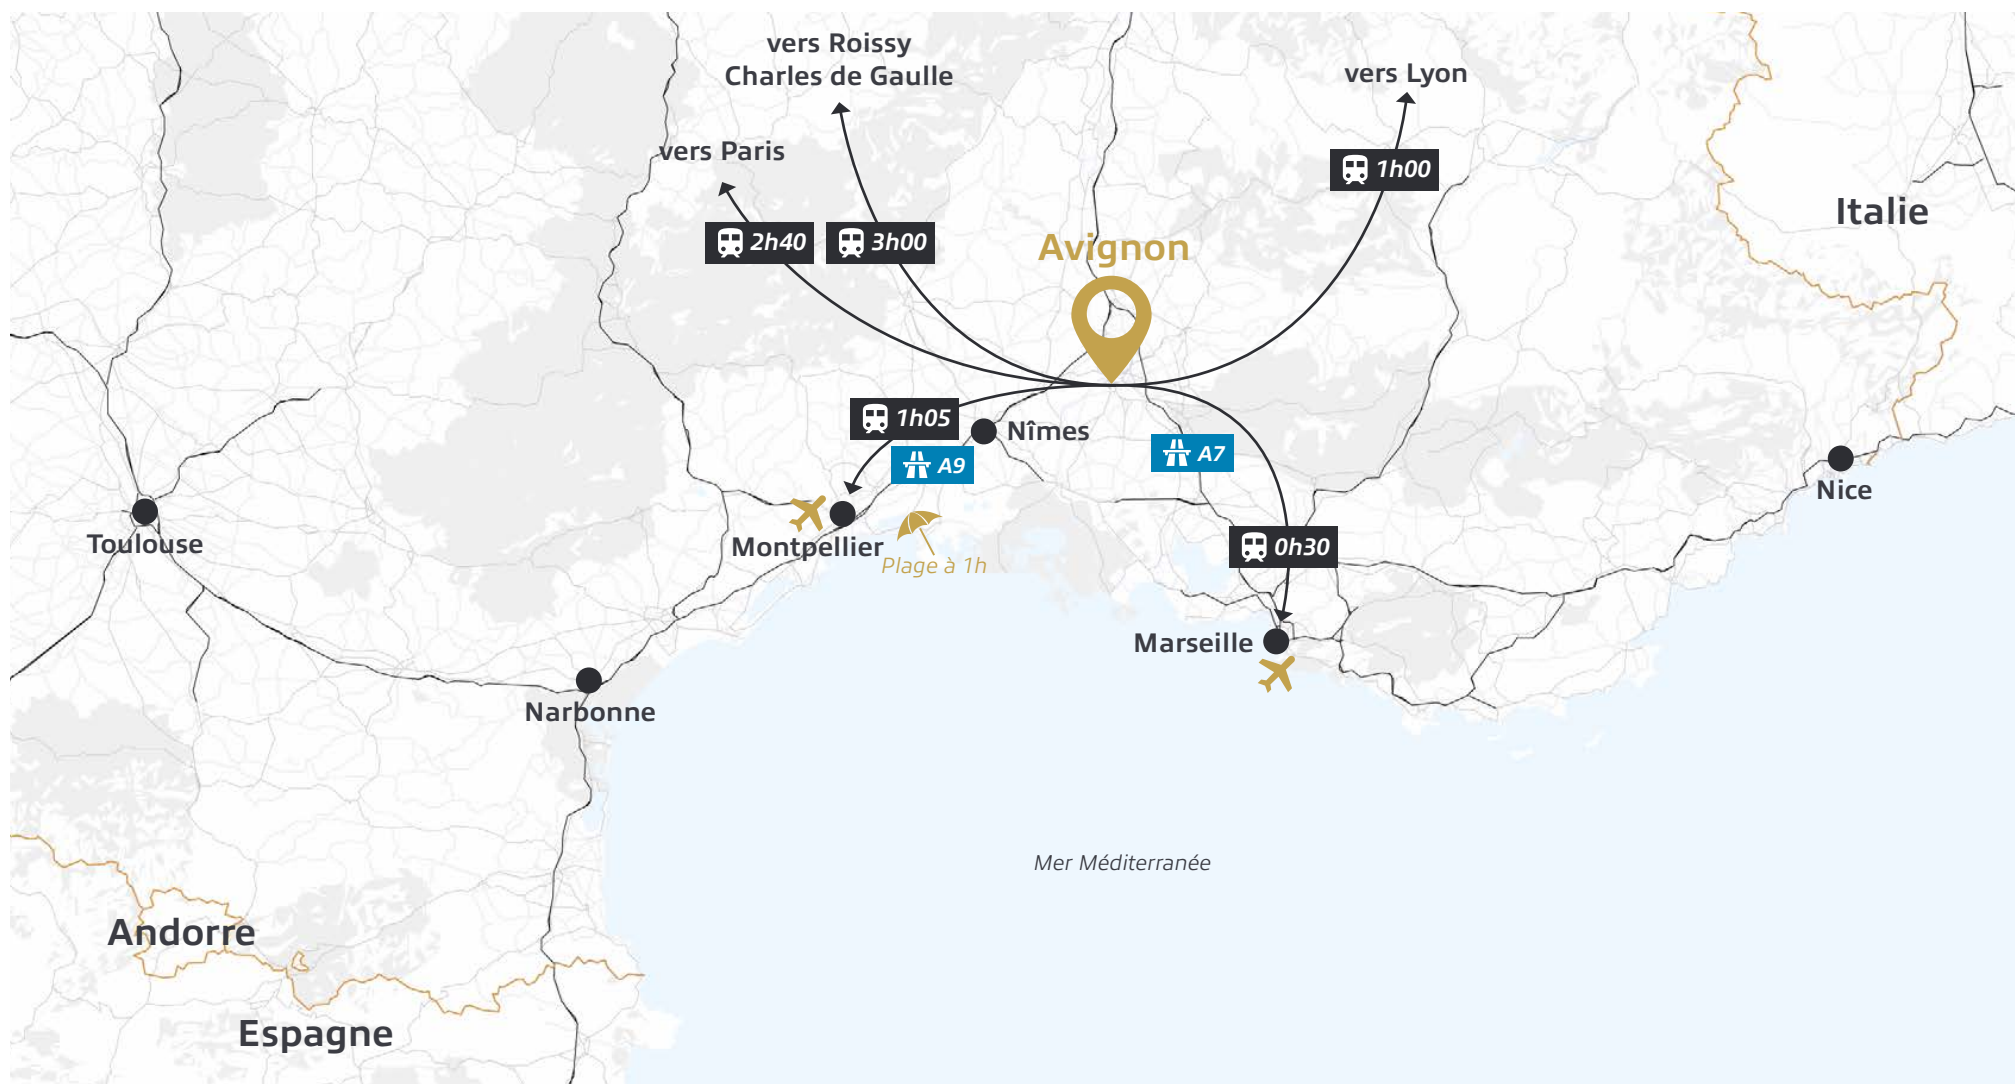 vers Roissy
Charles de Gaulle
vers Lyon
vers Paris
1h00
Italie
2h40
3h00
Avignon
1h05
Nîmes
A7
A9
Nice
Toulouse
Montpellier
Plage à 1h
0h30
Marseille
Narbonne
Mer Méditerranée
Andorre
Espagne